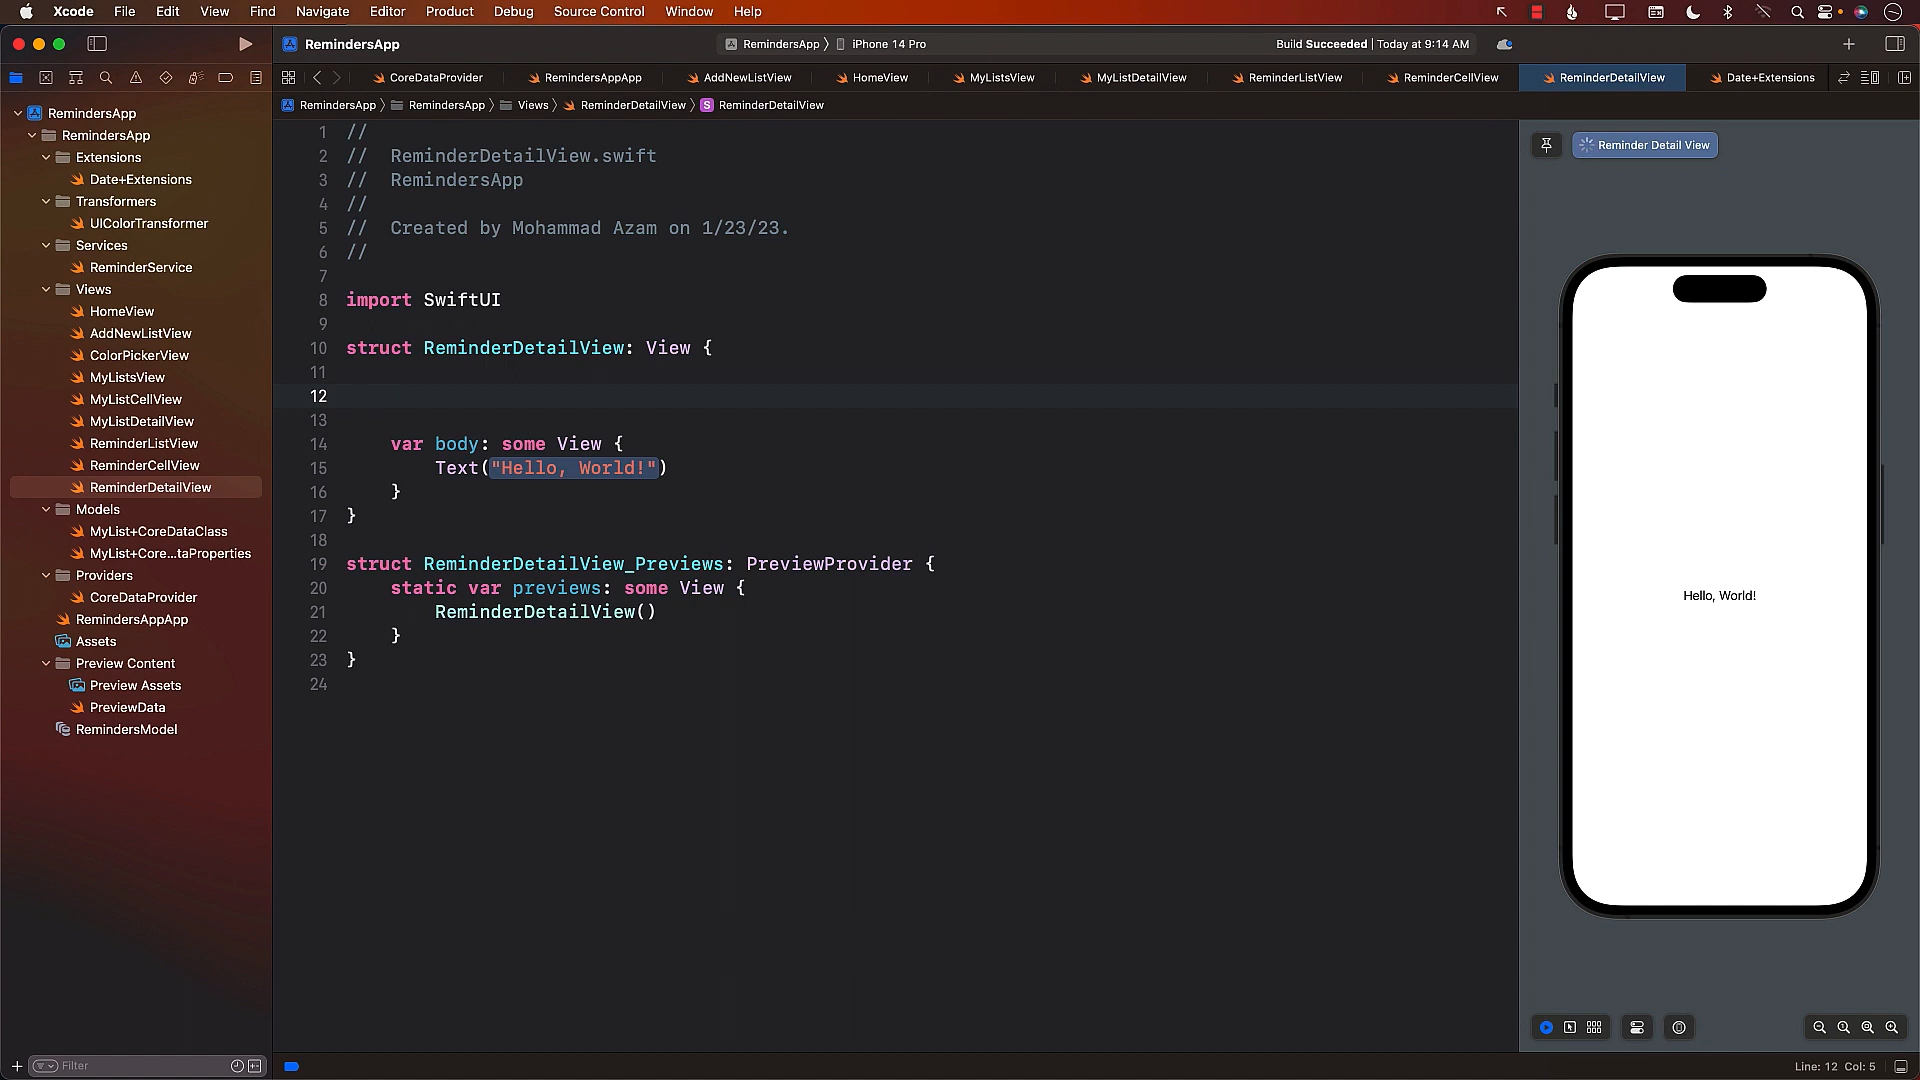 Xcode File Edit View Find Navigate Editor Product Debug Source Control Window Help
RemindersApp
RemindersApp iPhone 14 Pro
Build Succeeded | Today at 9:14 AM
CoreDataProvider RemindersAppApp AddNewListView HomeView MyListsView MyListDetailView ReminderListView ReminderCellView ReminderDetailView Date+Extensions
RemindersApp RemindersApp Views ReminderDetailView S ReminderDetailView
RemindersApp
RemindersApp
Extensions
Date+Extensions
Transformers
UIColorTransformer
Services
ReminderService
Views
HomeView
AddNewListView
ColorPickerView
MyListsView
MyListCellView
MyListDetailView
ReminderListView
ReminderCellView
ReminderDetailView
Models
MyList+CoreDataClass
MyList+Core...taProperties
Providers
CoreDataProvider
RemindersAppApp
Assets
Preview Content
Preview Assets
PreviewData
RemindersModel
Filter
1 //
2 //  ReminderDetailView.swift
3 //  RemindersApp
4 //
5 //  Created by Mohammad Azam on 1/23/23.
6 //
7
8 import SwiftUI
9
10 struct ReminderDetailView: View {
11
12
13
14     var body: some View {
15         Text("Hello, World!")
16     }
17 }
18
19 struct ReminderDetailView_Previews: PreviewProvider {
20     static var previews: some View {
21         ReminderDetailView()
22     }
23 }
24
Reminder Detail View
Hello, World!
Line: 12 Col: 5